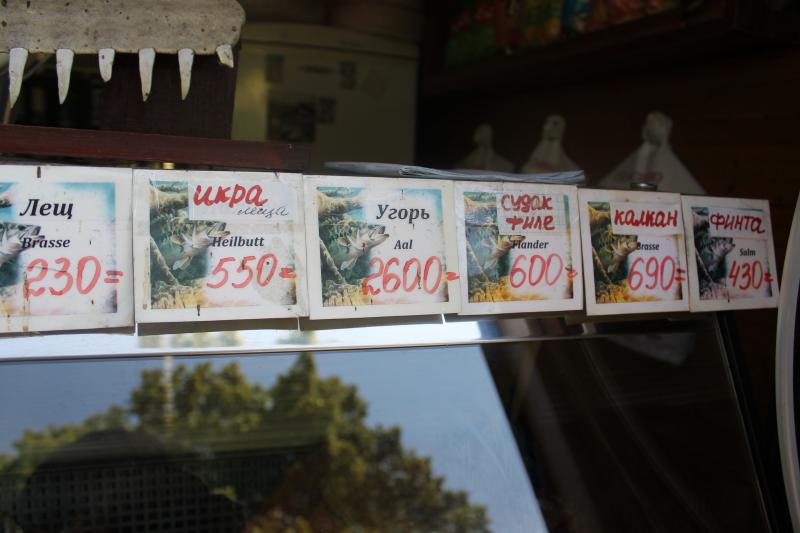 Лещ
Brasse
230=
икра
леща
Heilbutt
550=
Угорь
Aal
2600=
судак
филе
Zander
600=
калкан
Brasse
690=
финта
Salm
430=